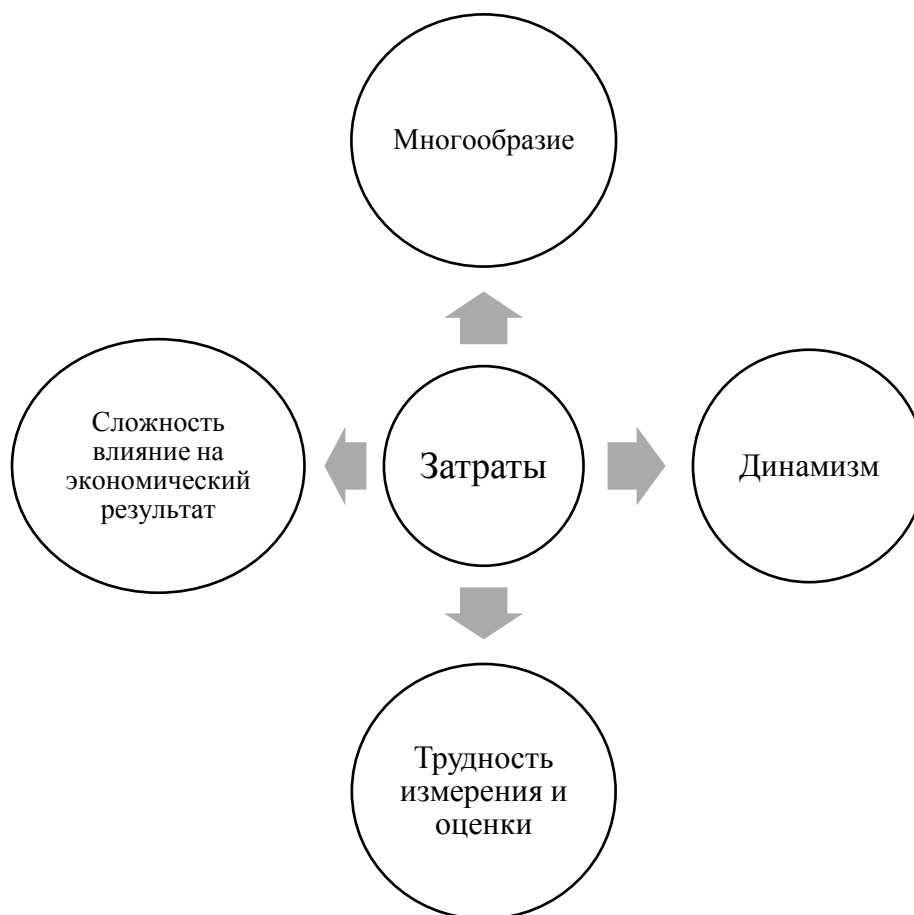 Многообразие
Сложность
влияние на
экономический
результат
Затраты
Динамизм
Трудность
измерения и
оценки